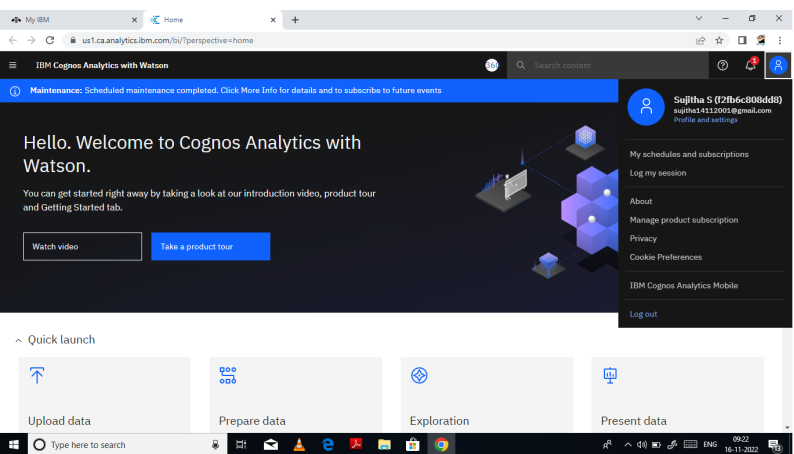 My IBM
Home
us1.ca.analytics.ibm.com/bi/?perspective=home
IBM Cognos Analytics with Watson
Search content
Maintenance: Scheduled maintenance completed. Click More Info for details and to subscribe to future events
Hello. Welcome to Cognos Analytics with
Watson.
You can get started right away by taking a look at our introduction video, product tour
and Getting Started tab.
Watch video
Take a product tour
Sujitha S (f2fb6c808dd8)
sujitha14112001@gmail.com
Profile and settings
My schedules and subscriptions
Log my session
About
Manage product subscription
Privacy
Cookie Preferences
IBM Cognos Analytics Mobile
Log out
Quick launch
Upload data
Prepare data
Exploration
Present data
Type here to search
ENG
09:22
16-11-2022